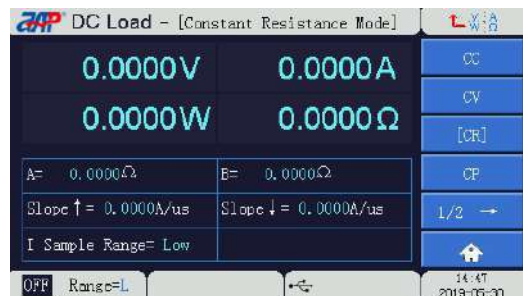 DC Load - [Constant Resistance Mode]
0.0000V 0.0000A
0.0000W 0.0000Ω
A= 0.0000Ω B= 0.0000Ω
Slope↑= 0.0000A/us Slope↓= 0.0000A/us
I Sample Range= Low
OFF Range=L
CC
CV
[CR]
CP
1/2 →
14:47
2019-05-30